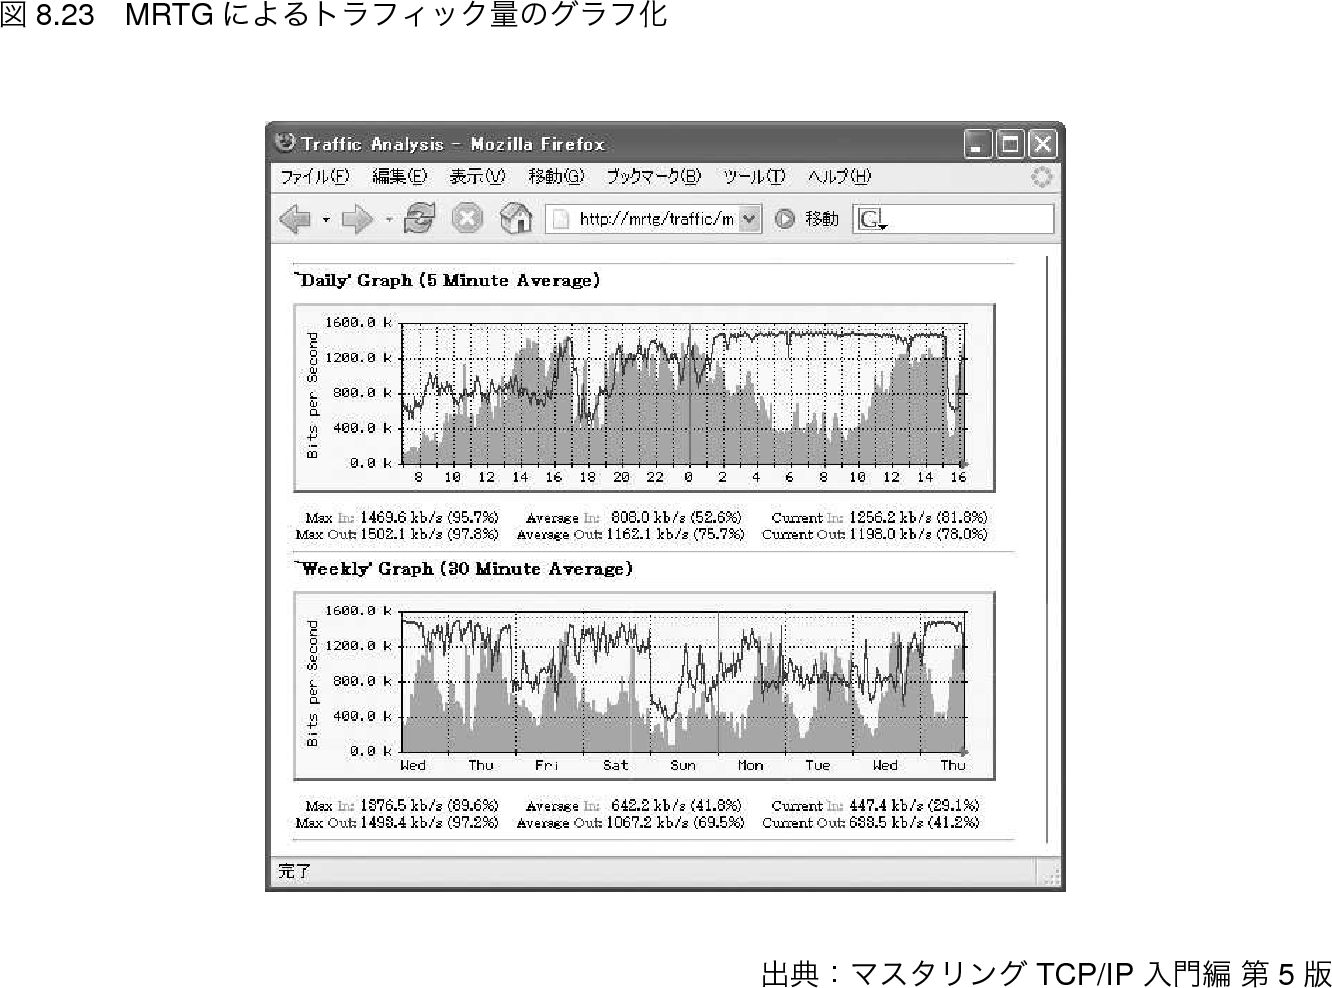 図 8.23　MRTG によるトラフィック量のグラフ化
Traffic Analysis - Mozilla Firefox
ファイル(F) 編集(E) 表示(V) 移動(G) ブックマーク(B) ツール(T) ヘルプ(H)
http://mrtg/traffic/m 移動 G
`Daily' Graph (5 Minute Average)
Bits per Second
1600.0 k
1200.0 k
800.0 k
400.0 k
0.0 k
8 10 12 14 16 18 20 22 0 2 4 6 8 10 12 14 16
Max In: 1469.6 kb/s (95.7%) Average In: 808.0 kb/s (52.6%) Current In: 1256.2 kb/s (81.8%)
Max Out: 1502.1 kb/s (97.8%) Average Out: 1162.1 kb/s (75.7%) Current Out: 1198.0 kb/s (78.0%)
`Weekly' Graph (30 Minute Average)
Bits per Second
1600.0 k
1200.0 k
800.0 k
400.0 k
0.0 k
Wed Thu Fri Sat Sun Mon Tue Wed Thu
Max In: 1376.5 kb/s (89.6%) Average In: 642.2 kb/s (41.8%) Current In: 447.4 kb/s (29.1%)
Max Out: 1493.4 kb/s (97.2%) Average Out: 1067.2 kb/s (69.5%) Current Out: 633.5 kb/s (41.2%)
完了
出典：マスタリング TCP/IP 入門編 第 5 版